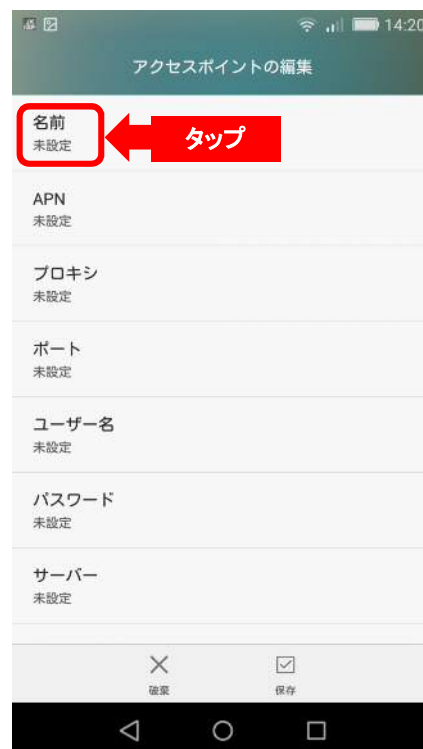 14:20
アクセスポイントの編集
名前
未設定
タップ
APN
未設定
プロキシ
未設定
ポート
未設定
ユーザー名
未設定
パスワード
未設定
サーバー
未設定
破棄
保存